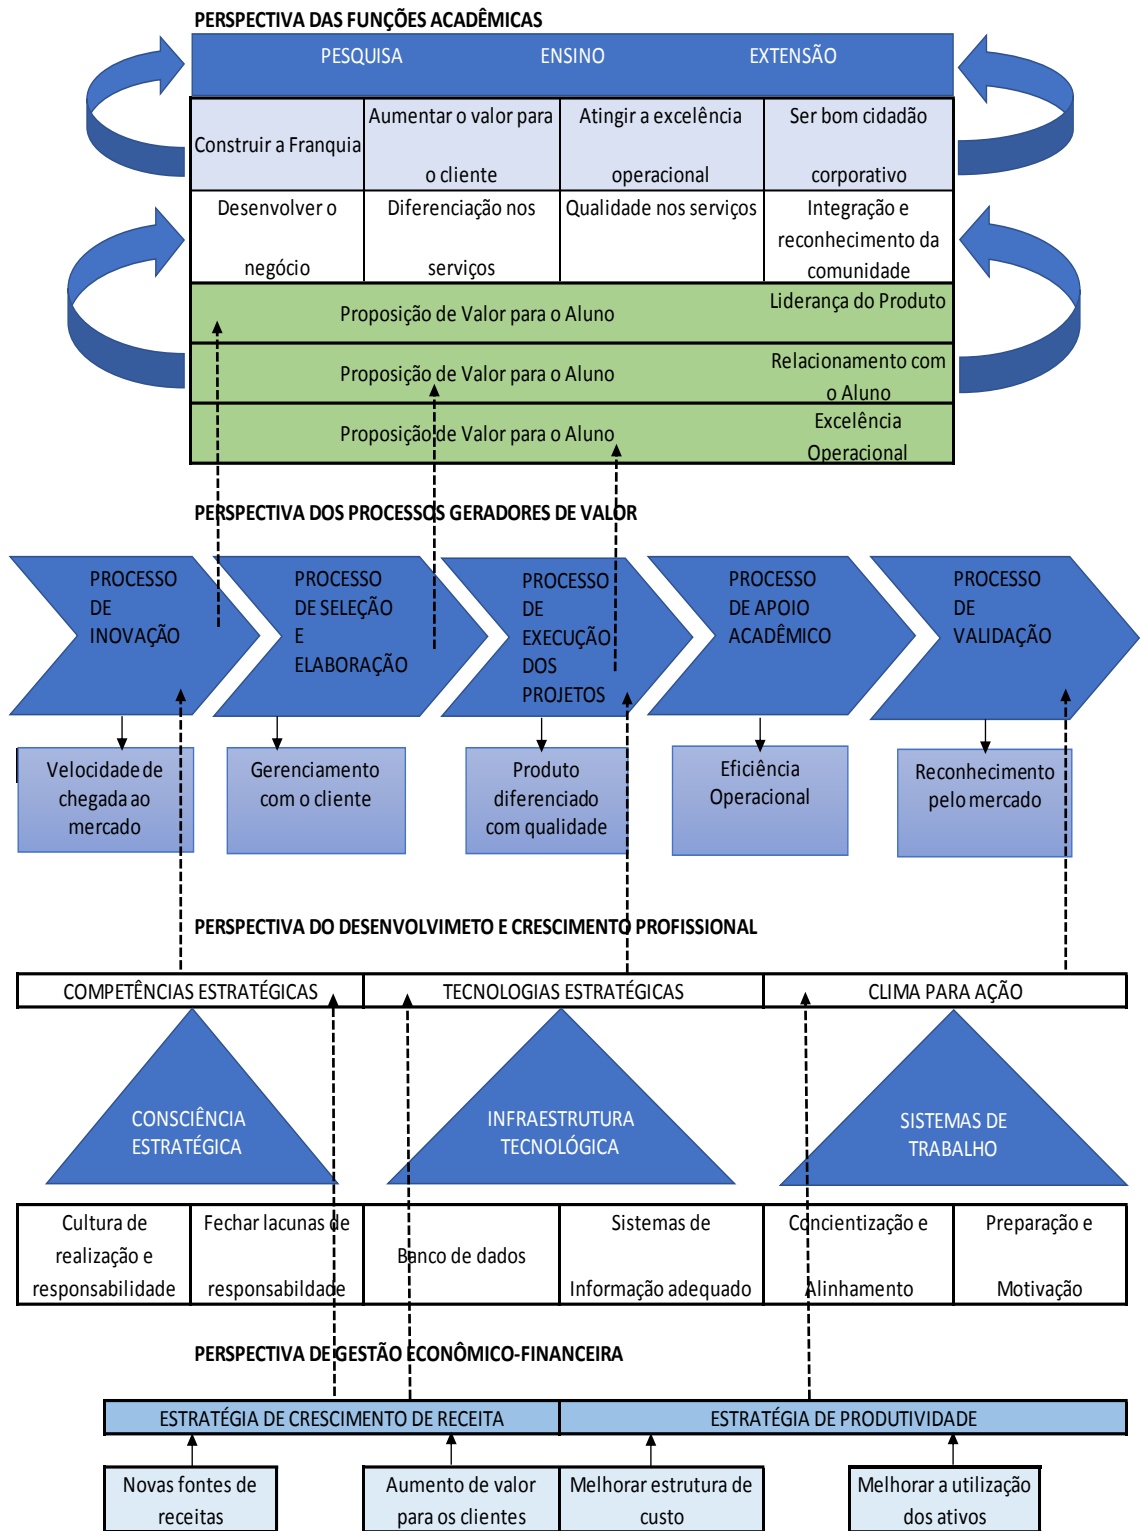 PERSPECTIVA DAS FUNÇÕES ACADÊMICAS
PESQUISA ENSINO EXTENSÃO
Construir a Franquia
Aumentar o valor para
o cliente
Atingir a excelência
operacional
Ser bom cidadão
corporativo
Desenvolver o
negócio
Diferenciação nos
serviços
Qualidade nos serviços
Integração e
reconhecimento da
comunidade
Proposição de Valor para o Aluno
Liderança do Produto
Proposição de Valor para o Aluno
Relacionamento com
o Aluno
Proposição de Valor para o Aluno
Excelência
Operacional
PERSPECTIVA DOS PROCESSOS GERADORES DE VALOR
PROCESSO
DE
INOVAÇÃO
PROCESSO
DE SELEÇÃO
E
ELABORAÇÃO
PROCESSO
DE
EXECUÇÃO
DOS
PROJETOS
PROCESSO
DE APOIO
ACADÊMICO
PROCESSO
DE
VALIDAÇÃO
Velocidade de
chegada ao
mercado
Gerenciamento
com o cliente
Produto
diferenciado
com qualidade
Eficiência
Operacional
Reconhecimento
pelo mercado
PERSPECTIVA DO DESENVOLVIMETO E CRESCIMENTO PROFISSIONAL
COMPETÊNCIAS ESTRATÉGICAS
TECNOLOGIAS ESTRATÉGICAS
CLIMA PARA AÇÃO
CONSCIÊNCIA
ESTRATÉGICA
INFRAESTRUTURA
TECNOLÓGICA
SISTEMAS DE
TRABALHO
Cultura de
realização e
responsabilidade
Fechar lacunas de
responsabildade
Banco de dados
Sistemas de
Informação adequado
Concientização e
Alinhamento
Preparação e
Motivação
PERSPECTIVA DE GESTÃO ECONÔMICO-FINANCEIRA
ESTRATÉGIA DE CRESCIMENTO DE RECEITA
ESTRATÉGIA DE PRODUTIVIDADE
Novas fontes de
receitas
Aumento de valor
para os clientes
Melhorar estrutura de
custo
Melhorar a utilização
dos ativos